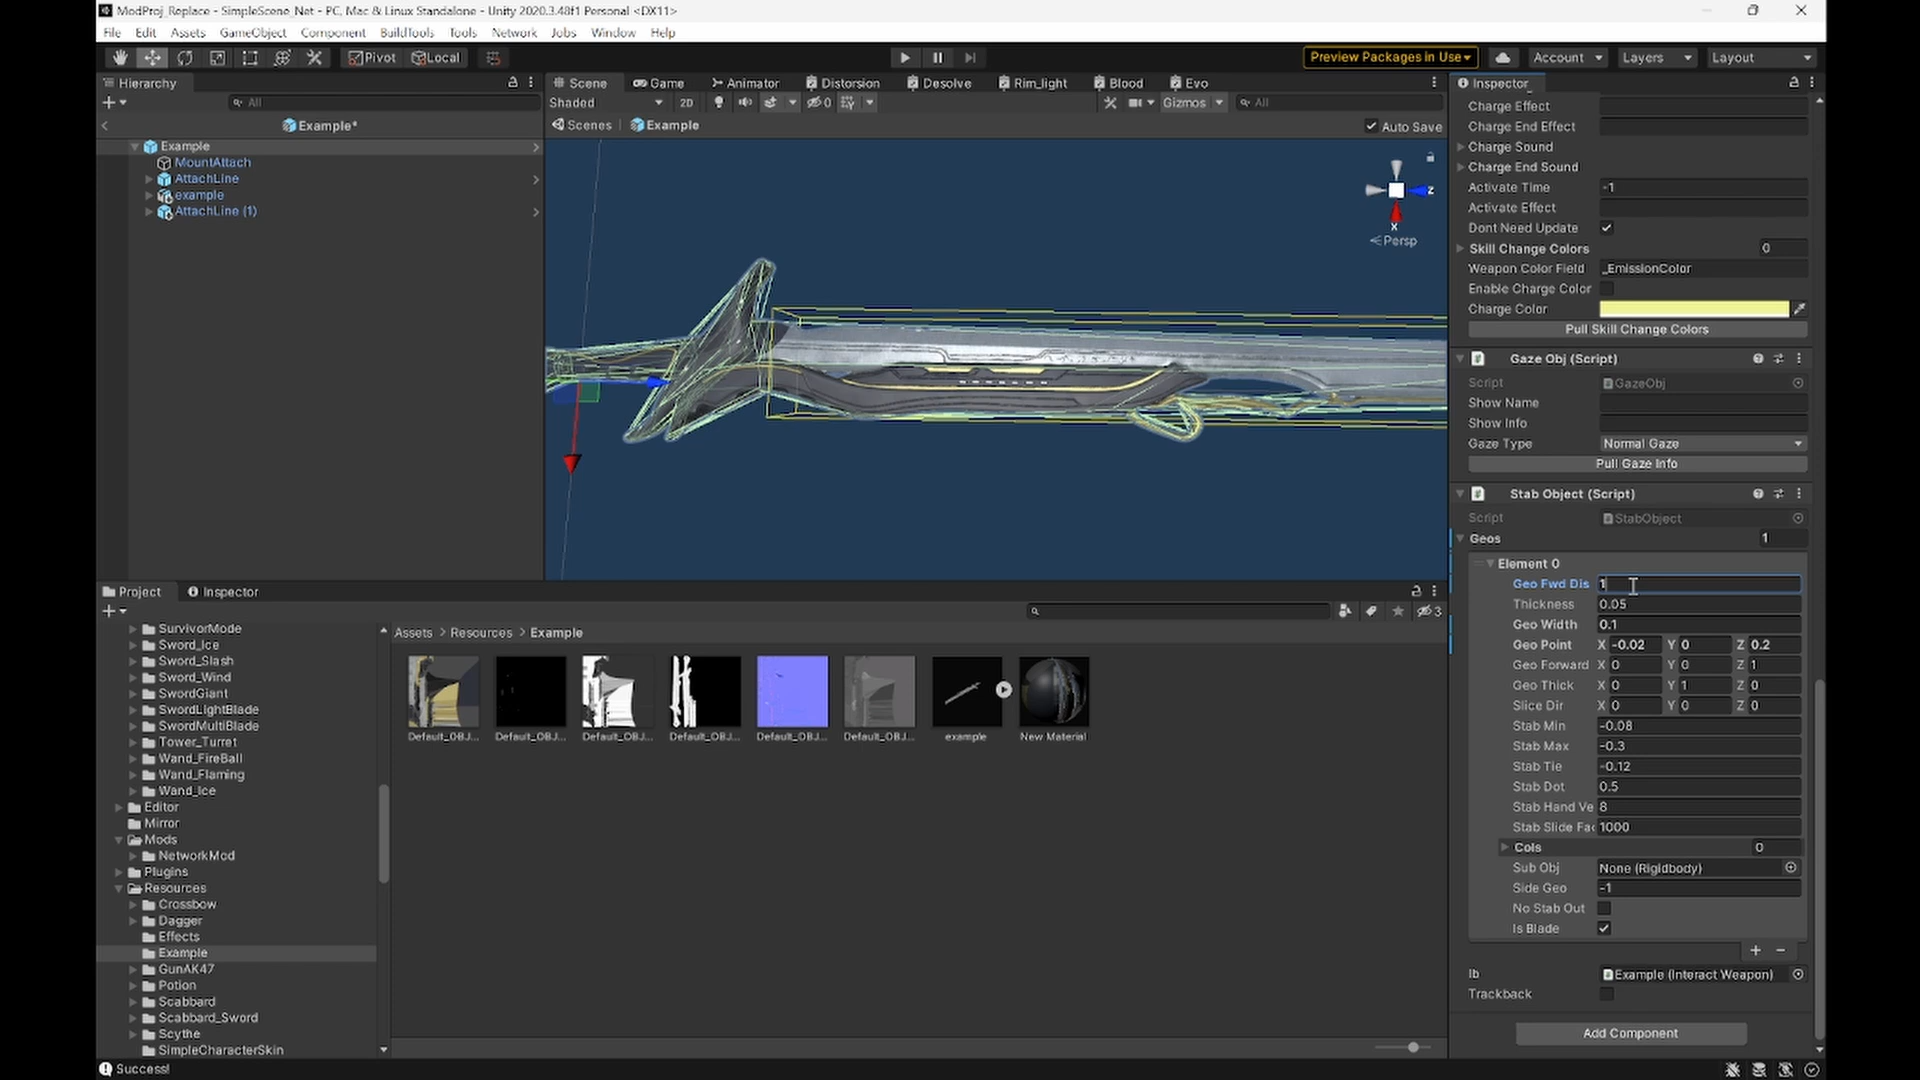 ModProj_Replace - SimpleScene_Net - PC, Mac & Linux Standalone - Unity 2020.3.48f1 Personal <DX11>
File Edit Assets GameObject Component BuildTools Tools Network Jobs Window Help
Pivot Local Preview Packages in Use Account Layers Layout
Hierarchy
All
Example*
Example
MountAttach
AttachLine
example
AttachLine (1)
Scene Game Animator Distorsion Desolve Rim_light Blood Evo
Shaded 2D 0 Gizmos All
Scenes Example Auto Save
z
x
Persp
Inspector
Charge Effect
Charge End Effect
Charge Sound
Charge End Sound
Activate Time -1
Activate Effect
Dont Need Update
Skill Change Colors 0
Weapon Color Field _EmissionColor
Enable Charge Color
Charge Color
Pull Skill Change Colors
Gaze Obj (Script)
Script GazeObj
Show Name
Show Info
Gaze Type Normal Gaze
Pull Gaze Info
Stab Object (Script)
Script StabObject
Geos 1
Element 0
Geo Fwd Dis 1
Thickness 0.05
Geo Width 0.1
Geo Point X -0.02 Y 0 Z 0.2
Geo Forward X 0 Y 0 Z 1
Geo Thick X 0 Y 1 Z 0
Slice Dir X 0 Y 0 Z 0
Stab Min -0.08
Stab Max -0.3
Stab Tie -0.12
Stab Dot 0.5
Stab Hand Ve 8
Stab Slide Fac 1000
Cols 0
Sub Obj None (Rigidbody)
Side Geo -1
No Stab Out
Is Blade
Ib Example (Interact Weapon)
Trackback
Add Component
Project Inspector
3
SurvivorMode
Sword_Ice
Sword_Slash
Sword_Wind
SwordGiant
SwordLightBlade
SwordMultiBlade
Tower_Turret
Wand_FireBall
Wand_Flaming
Wand_Ice
Editor
Mirror
Mods
NetworkMod
Plugins
Resources
Crossbow
Dagger
Effects
Example
GunAK47
Potion
Scabbard
Scabbard_Sword
Scythe
SimpleCharacterSkin
Assets > Resources > Example
Default_OBJ... Default_OBJ... Default_OBJ... Default_OBJ... Default_OBJ... Default_OBJ... example New Material
Success!